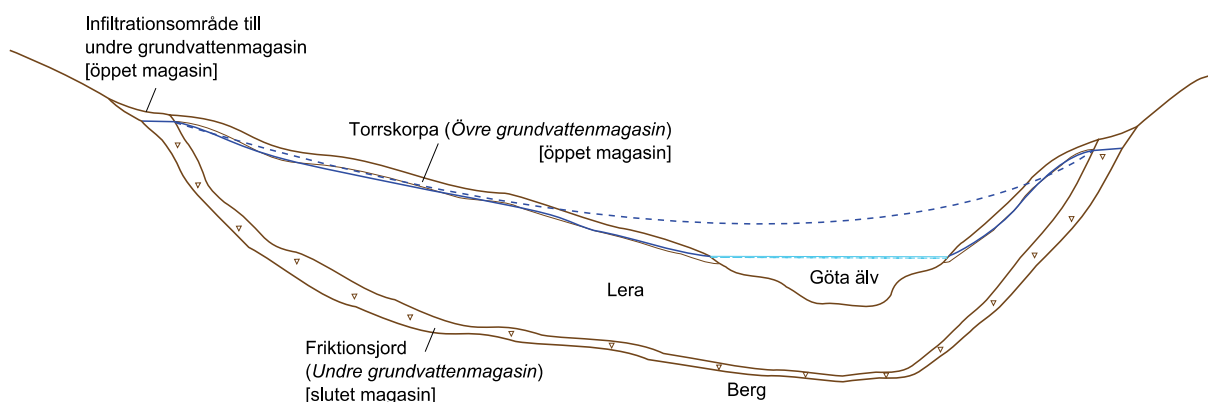 Infiltrationsområde till
undre grundvattenmagasin
[öppet magasin]
Torrskorpa (Övre grundvattenmagasin)
[öppet magasin]
Göta älv
Lera
Friktionsjord
(Undre grundvattenmagasin)
[slutet magasin]
Berg